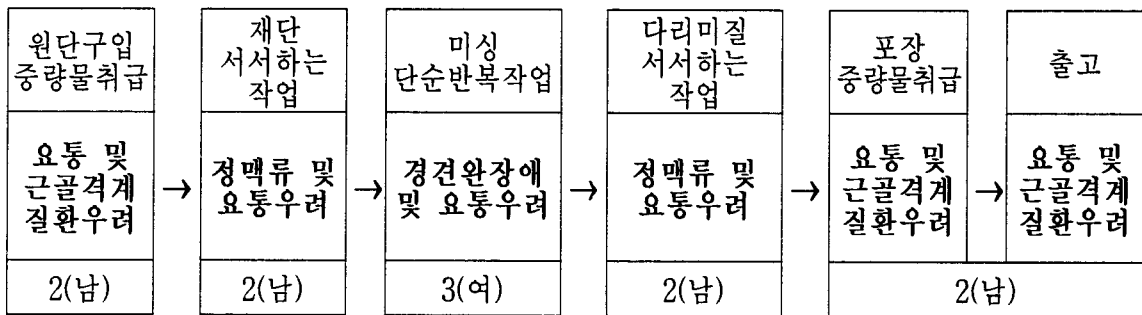 원단구입
중량물취급
요통 및
근골격계
질환우려
2(남)
→
재단
서서하는
작업
정맥류 및
요통우려
2(남)
→
미싱
단순반복작업
경견완장애
및 요통우려
3(여)
→
다리미질
서서하는
작업
정맥류 및
요통우려
2(남)
→
포장
중량물취급
요통 및
근골격계
질환우려
→
출고
요통 및
근골격계
질환우려
2(남)